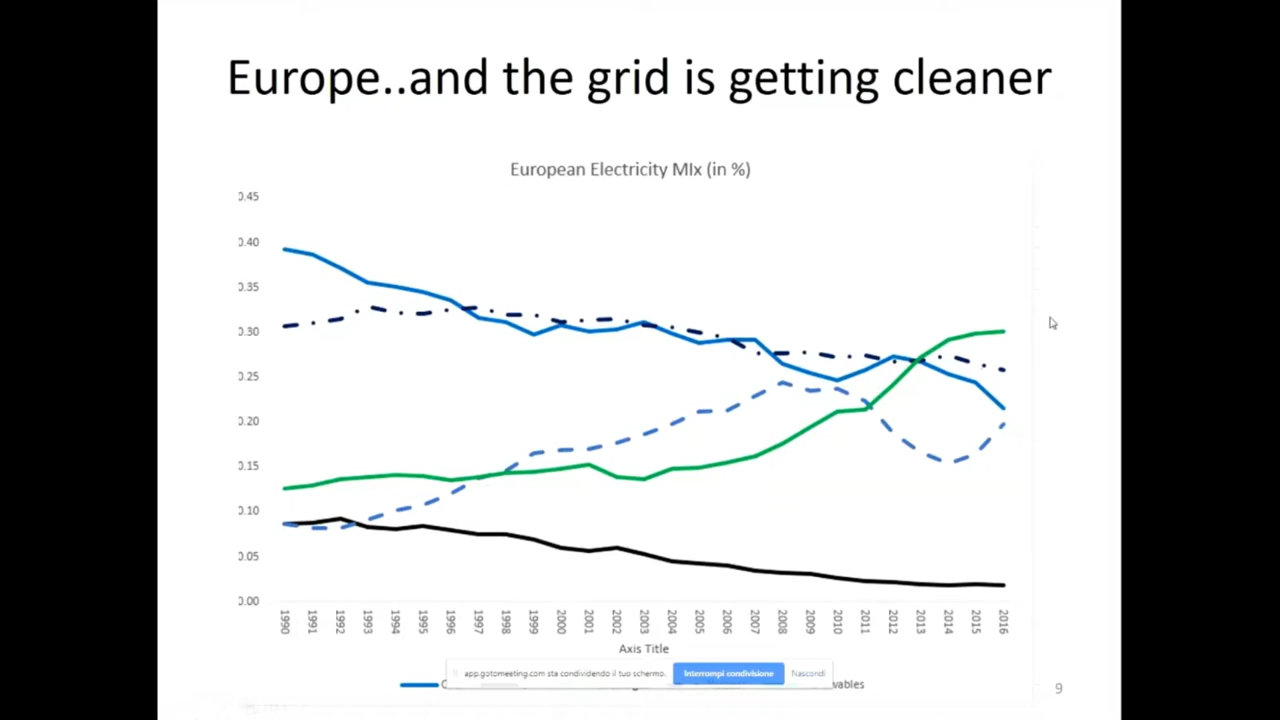 Europe..and the grid is getting cleaner
European Electricity MIx (in %)
0.45
0.40
0.35
0.30
0.25
0.20
0.15
0.10
0.05
0.00
1990 1991 1992 1993 1994 1995 1996 1997 1998 1999 2000 2001 2002 2003 2004 2005 2006 2007 2008 2009 2010 2011 2012 2013 2014 2015 2016
Axis Title
app.gotomeeting.com sta condividendo il tuo schermo. Interrompi condivisione Nascondi
vables
9